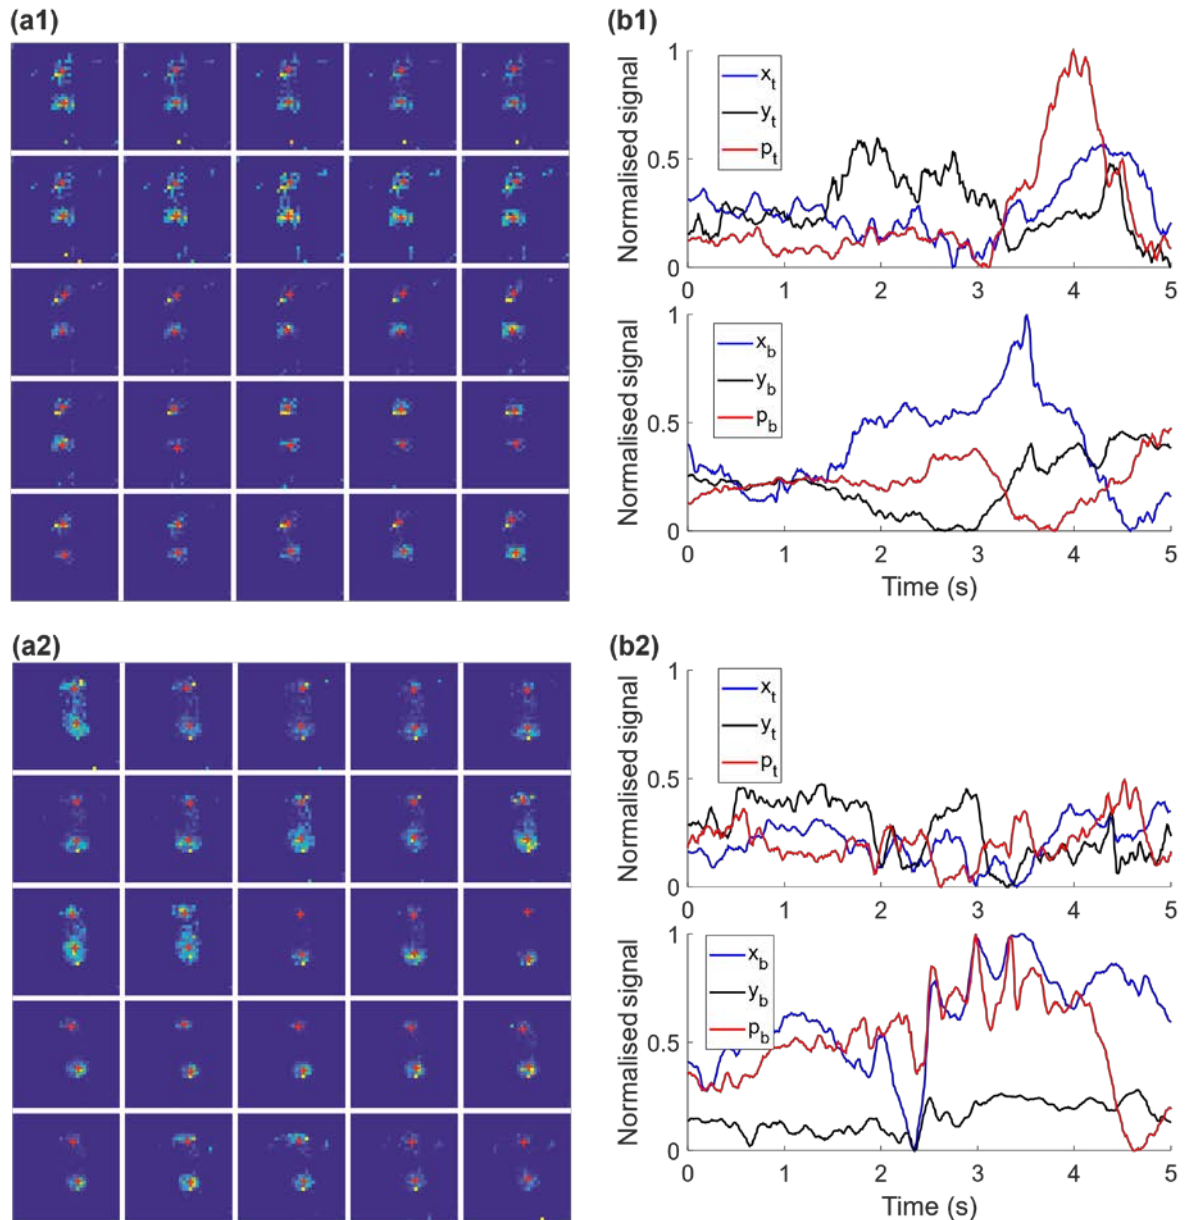 (a1)
(b1)
Normalised signal
1
0.5
0
x_t
y_t
p_t
0 1 2 3 4 5
Normalised signal
1
0.5
0
x_b
y_b
p_b
0 1 2 3 4 5
Time (s)
(a2)
(b2)
Normalised signal
1
0.5
0
x_t
y_t
p_t
0 1 2 3 4 5
Normalised signal
1
0.5
0
x_b
y_b
p_b
0 1 2 3 4 5
Time (s)